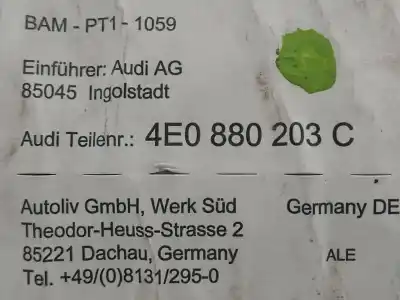 BAM - PT1 - 1059
Einführer: Audi AG
85045 Ingolstadt
Audi Teilenr.: 4E0 880 203 C
Autoliv GmbH, Werk Süd Germany DE
Theodor-Heuss-Strasse 2
85221 Dachau, Germany ALE
Tel. +49/(0)8131/295-0